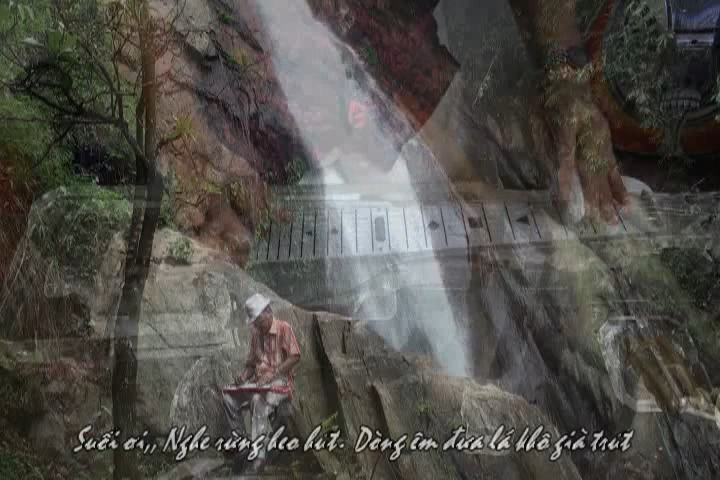 Suối ơi,, Nghe rừng heo hút. Dòng êm đưa lá khô già trút